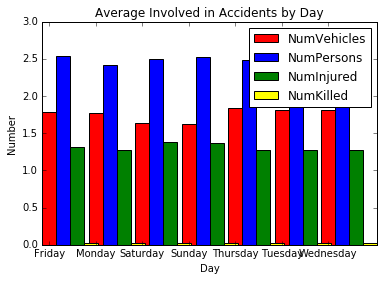 Average Involved in Accidents by Day
3.0
2.5
2.0
1.5
1.0
0.5
0.0
Number
NumVehicles
NumPersons
NumInjured
NumKilled
Friday Monday Saturday Sunday Thursday Tuesday Wednesday
Day